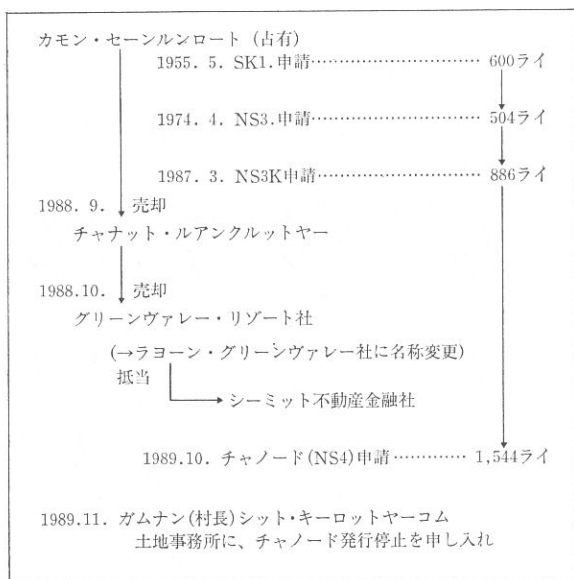 カモン・セーンルンロート (占有)
1955. 5. SK1.申請………………………… 600ライ
1974. 4. NS3.申請………………………… 504ライ
1987. 3. NS3K申請………………………… 886ライ
1988. 9. 売却
チャナット・ルアンクルットヤー
1988.10. 売却
グリーンヴァレー・リゾート社
(→ラヨーン・グリーンヴァレー社に名称変更)
抵当
シーミット不動産金融社
1989.10. チャノード(NS4)申請………… 1,544ライ
1989.11. ガムナン(村長)シット・キーロットヤーコム
土地事務所に、チャノード発行停止を申し入れ